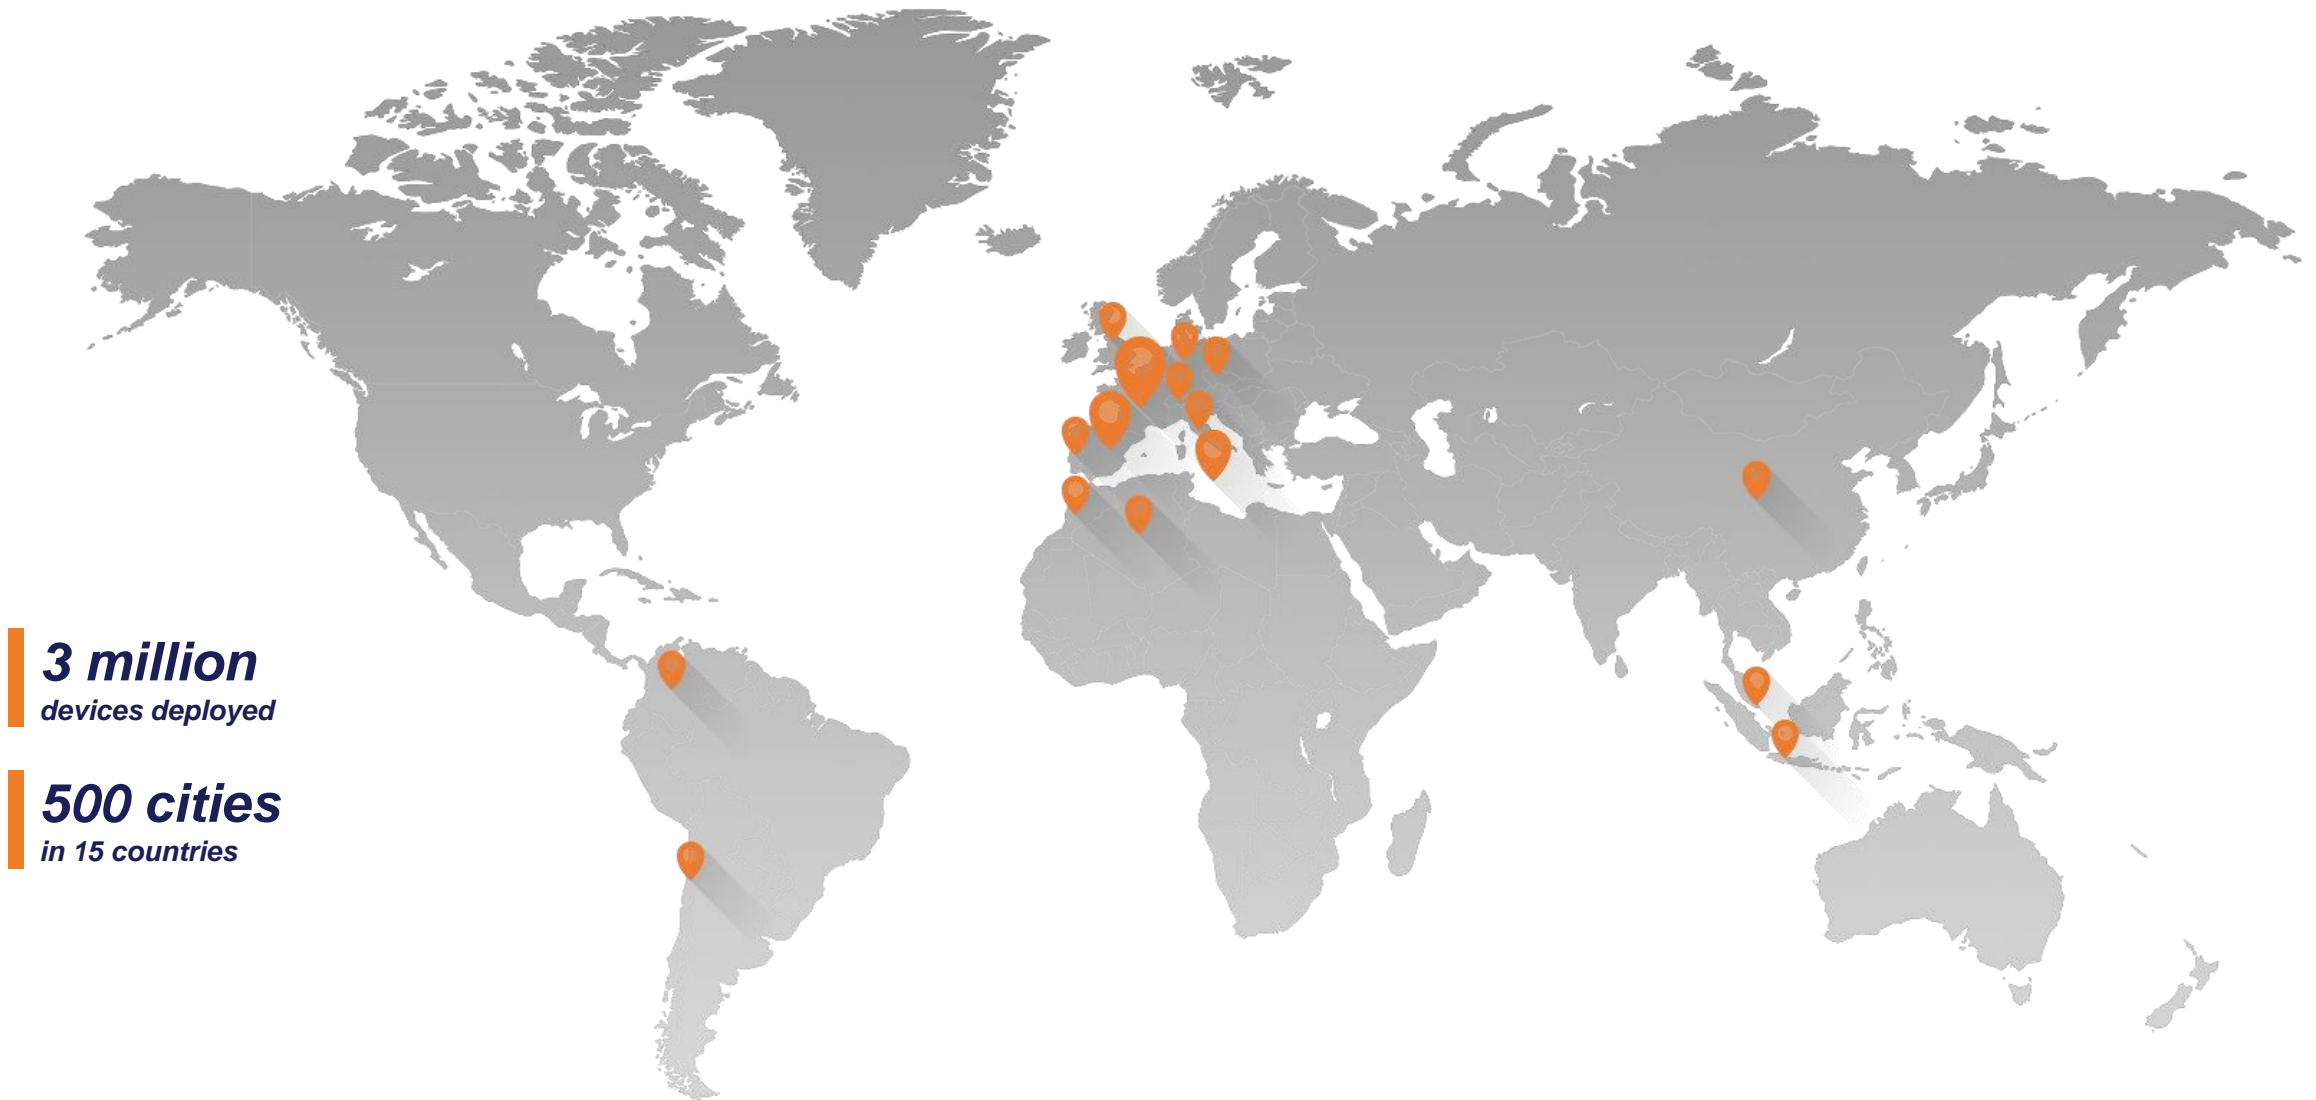 3 million
devices deployed
500 cities
in 15 countries